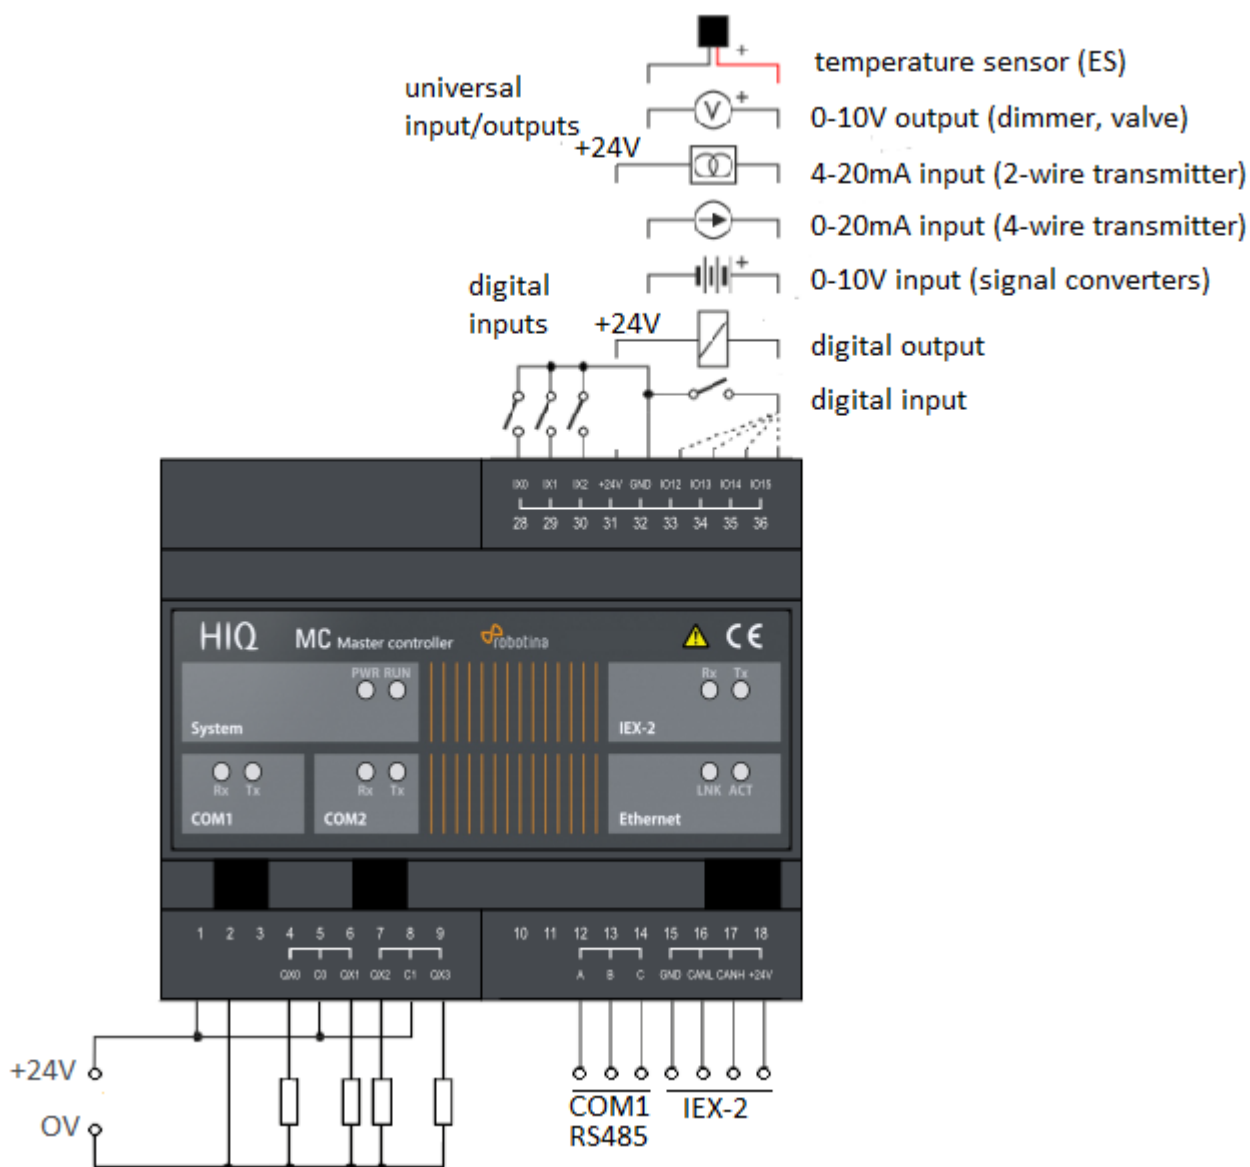 temperature sensor (ES)
+
universal
input/outputs
V
+
0-10V output (dimmer, valve)
+24V
4-20mA input (2-wire transmitter)
0-20mA input (4-wire transmitter)
+
0-10V input (signal converters)
digital
inputs
+24V
digital output
digital input
IX0 IX1 IX2 +24V GND IO12 IO13 IO14 IO15
28 29 30 31 32 33 34 35 36
HIQ MC Master controller robotina CE
PWR RUN
System
Rx Tx
IEX-2
Rx Tx
COM1
Rx Tx
COM2
LNK ACT
Ethernet
1 2 3 4 5 6 7 8 9
QX0 C0 QX1 QX2 C1 QX3
10 11 12 13 14 15 16 17 18
A B C GND CANL CANH +24V
+24V
OV
COM1
RS485
IEX-2